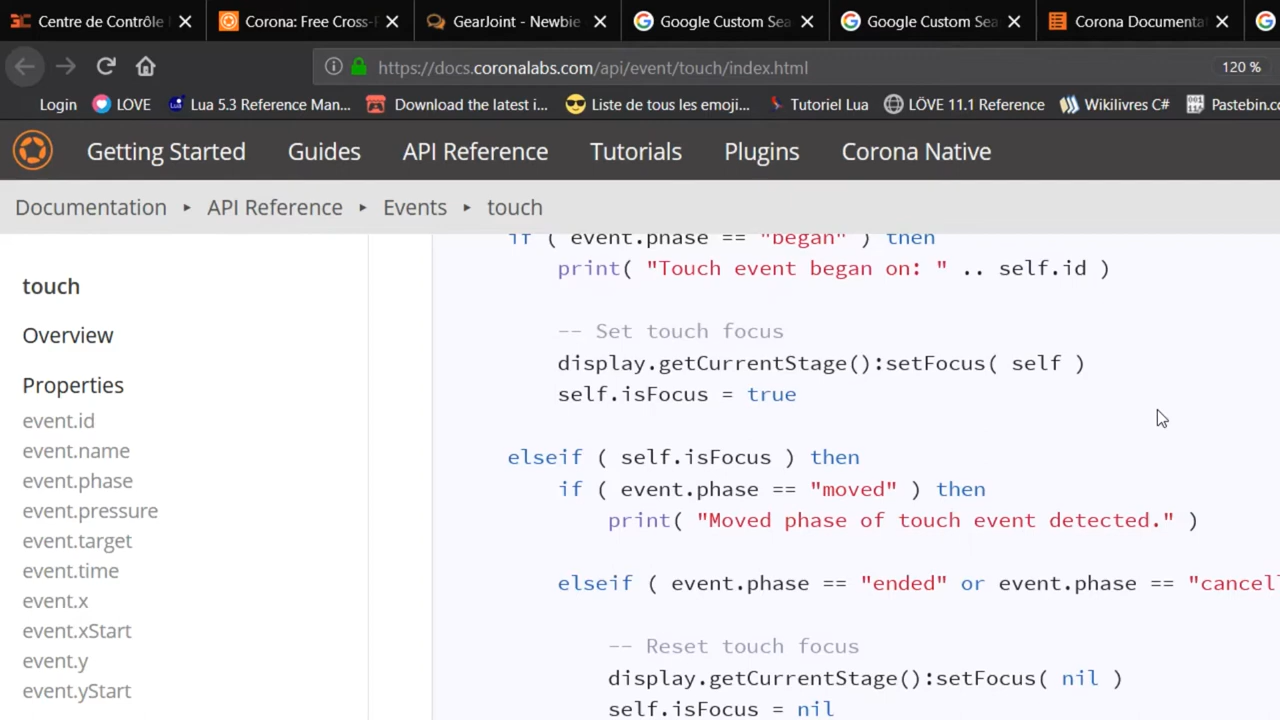 Centre de Contrôle
Corona: Free Cross-
GearJoint - Newbie
Google Custom Sea
Google Custom Sea
Corona Documenta
https://docs.coronalabs.com/api/event/touch/index.html
120 %
Login
LOVE
Lua 5.3 Reference Man...
Download the latest i...
Liste de tous les emoji...
Tutoriel Lua
LÖVE 11.1 Reference
Wikilivres C#
Pastebin.co
Getting Started
Guides
API Reference
Tutorials
Plugins
Corona Native
Documentation ▸ API Reference ▸ Events ▸ touch
touch
Overview
Properties
event.id
event.name
event.phase
event.pressure
event.target
event.time
event.x
event.xStart
event.y
event.yStart
if ( event.phase == "began" ) then
print( "Touch event began on: " .. self.id )
-- Set touch focus
display.getCurrentStage():setFocus( self )
self.isFocus = true
elseif ( self.isFocus ) then
if ( event.phase == "moved" ) then
print( "Moved phase of touch event detected." )
elseif ( event.phase == "ended" or event.phase == "cancell
-- Reset touch focus
display.getCurrentStage():setFocus( nil )
self.isFocus = nil